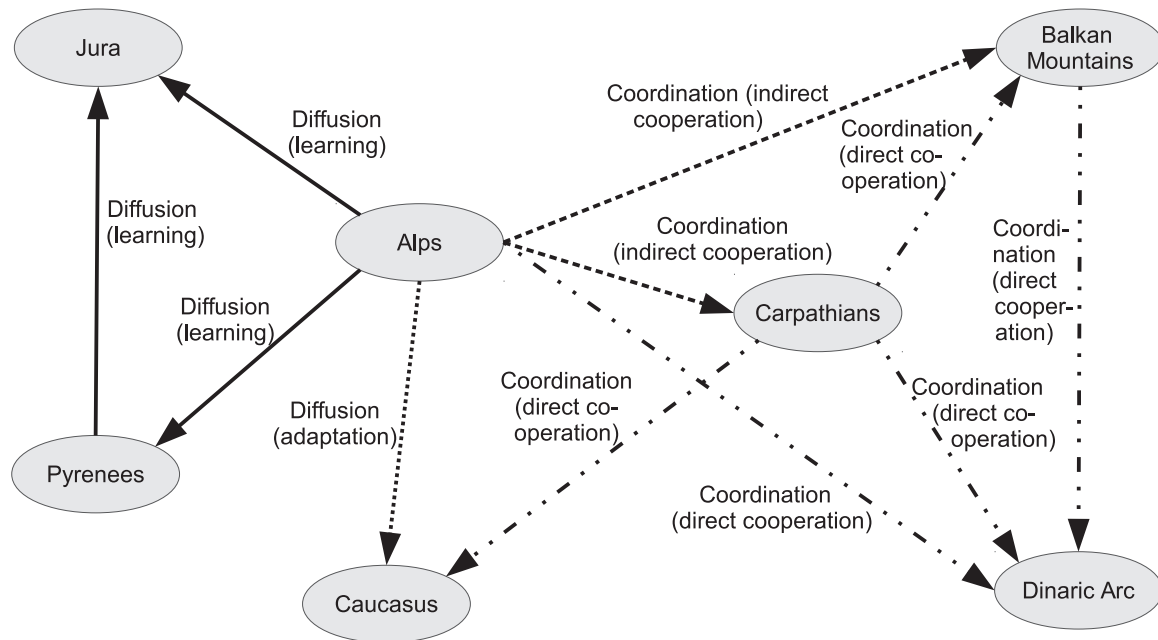 Jura
Balkan
Mountains
Coordination (indirect
cooperation)
Diffusion
(learning)
Coordination
(direct co-
operation)
Diffusion
(learning)
Alps
Coordination
(indirect cooperation)
Coordi-
nation
(direct
cooper-
ation)
Diffusion
(learning)
Carpathians
Coordination
(direct co-
operation)
Coordination
(direct co-
operation)
Diffusion
(adaptation)
Pyrenees
Coordination
(direct cooperation)
Caucasus
Dinaric Arc